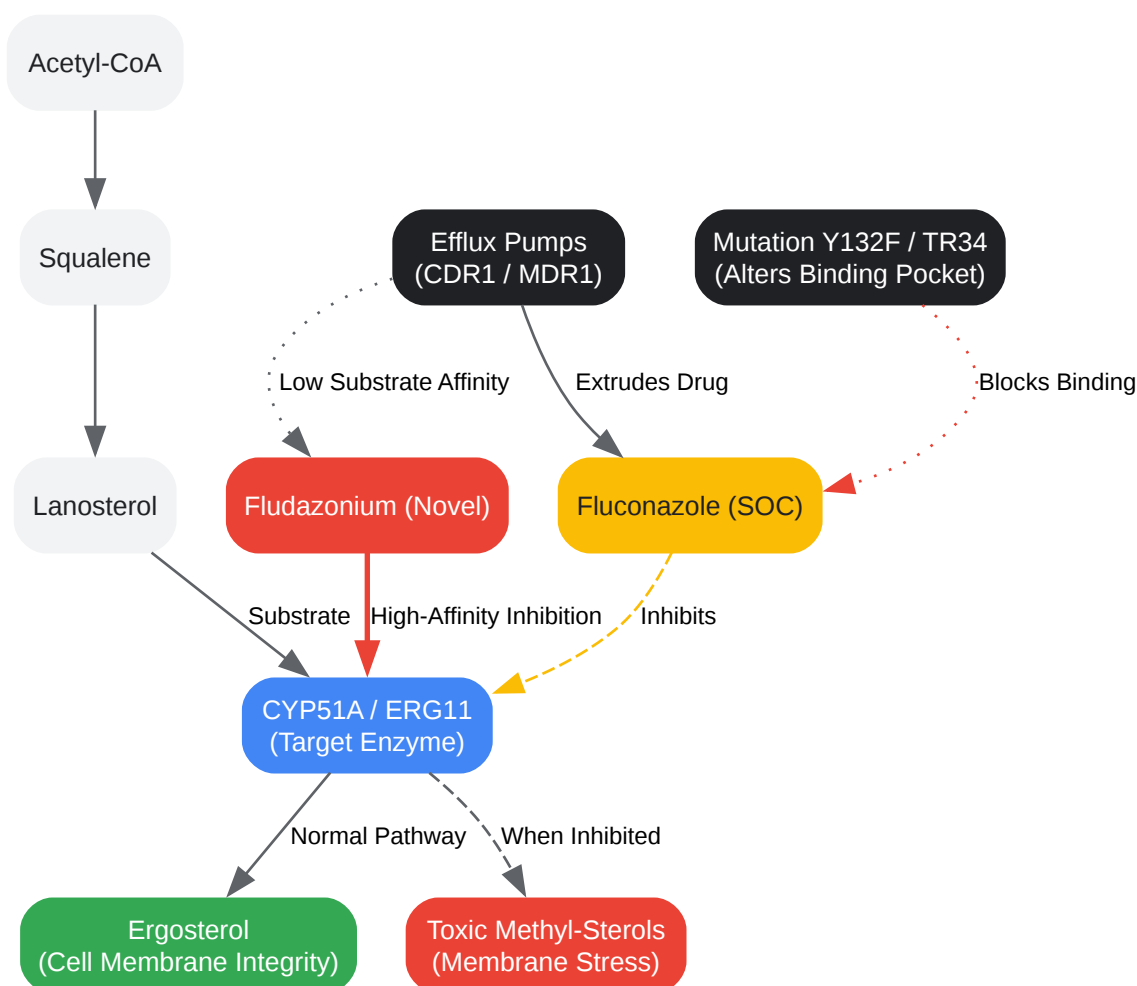 Acetyl-CoA
Squalene
Efflux Pumps
(CDR1 / MDR1)
Mutation Y132F / TR34
(Alters Binding Pocket)
Low Substrate Affinity
Extrudes Drug
Blocks Binding
Lanosterol
Fludazonium (Novel)
Fluconazole (SOC)
Substrate
High-Affinity Inhibition
Inhibits
CYP51A / ERG11
(Target Enzyme)
Normal Pathway
When Inhibited
Ergosterol
(Cell Membrane Integrity)
Toxic Methyl-Sterols
(Membrane Stress)